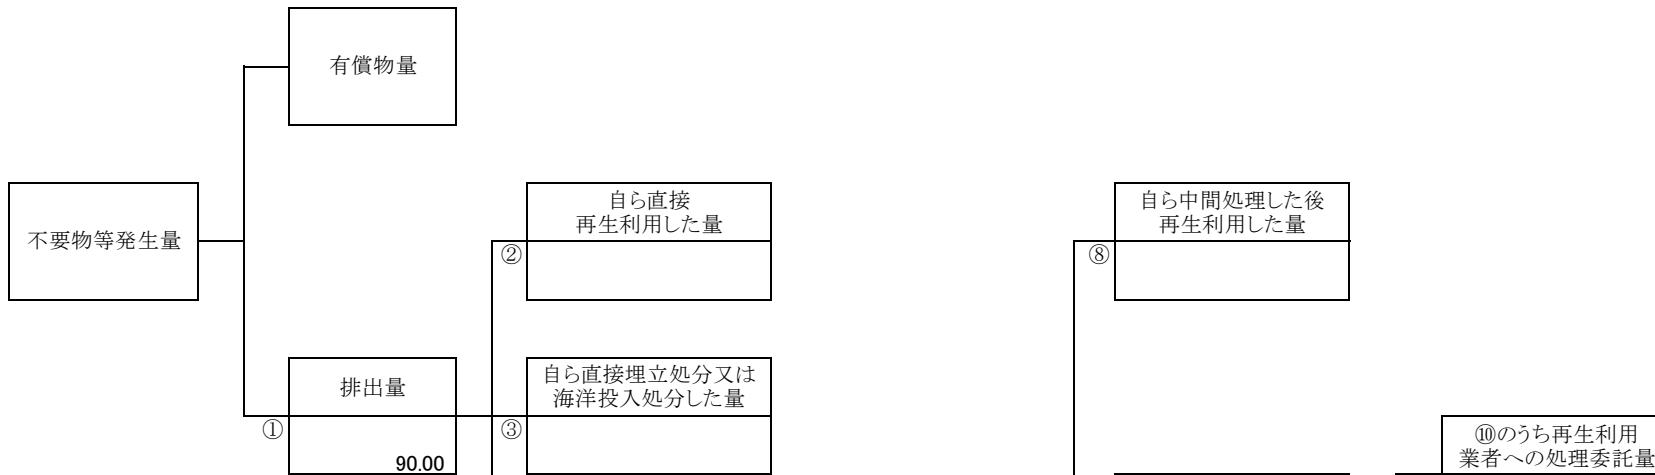 有償物量
不要物等発生量
自ら直接
再生利用した量
②
自ら中間処理した後
再生利用した量
⑧
排出量
①
90.00
自ら直接埋立処分又は
海洋投入処分した量
③
⑩のうち再生利用
業者への処理委託量